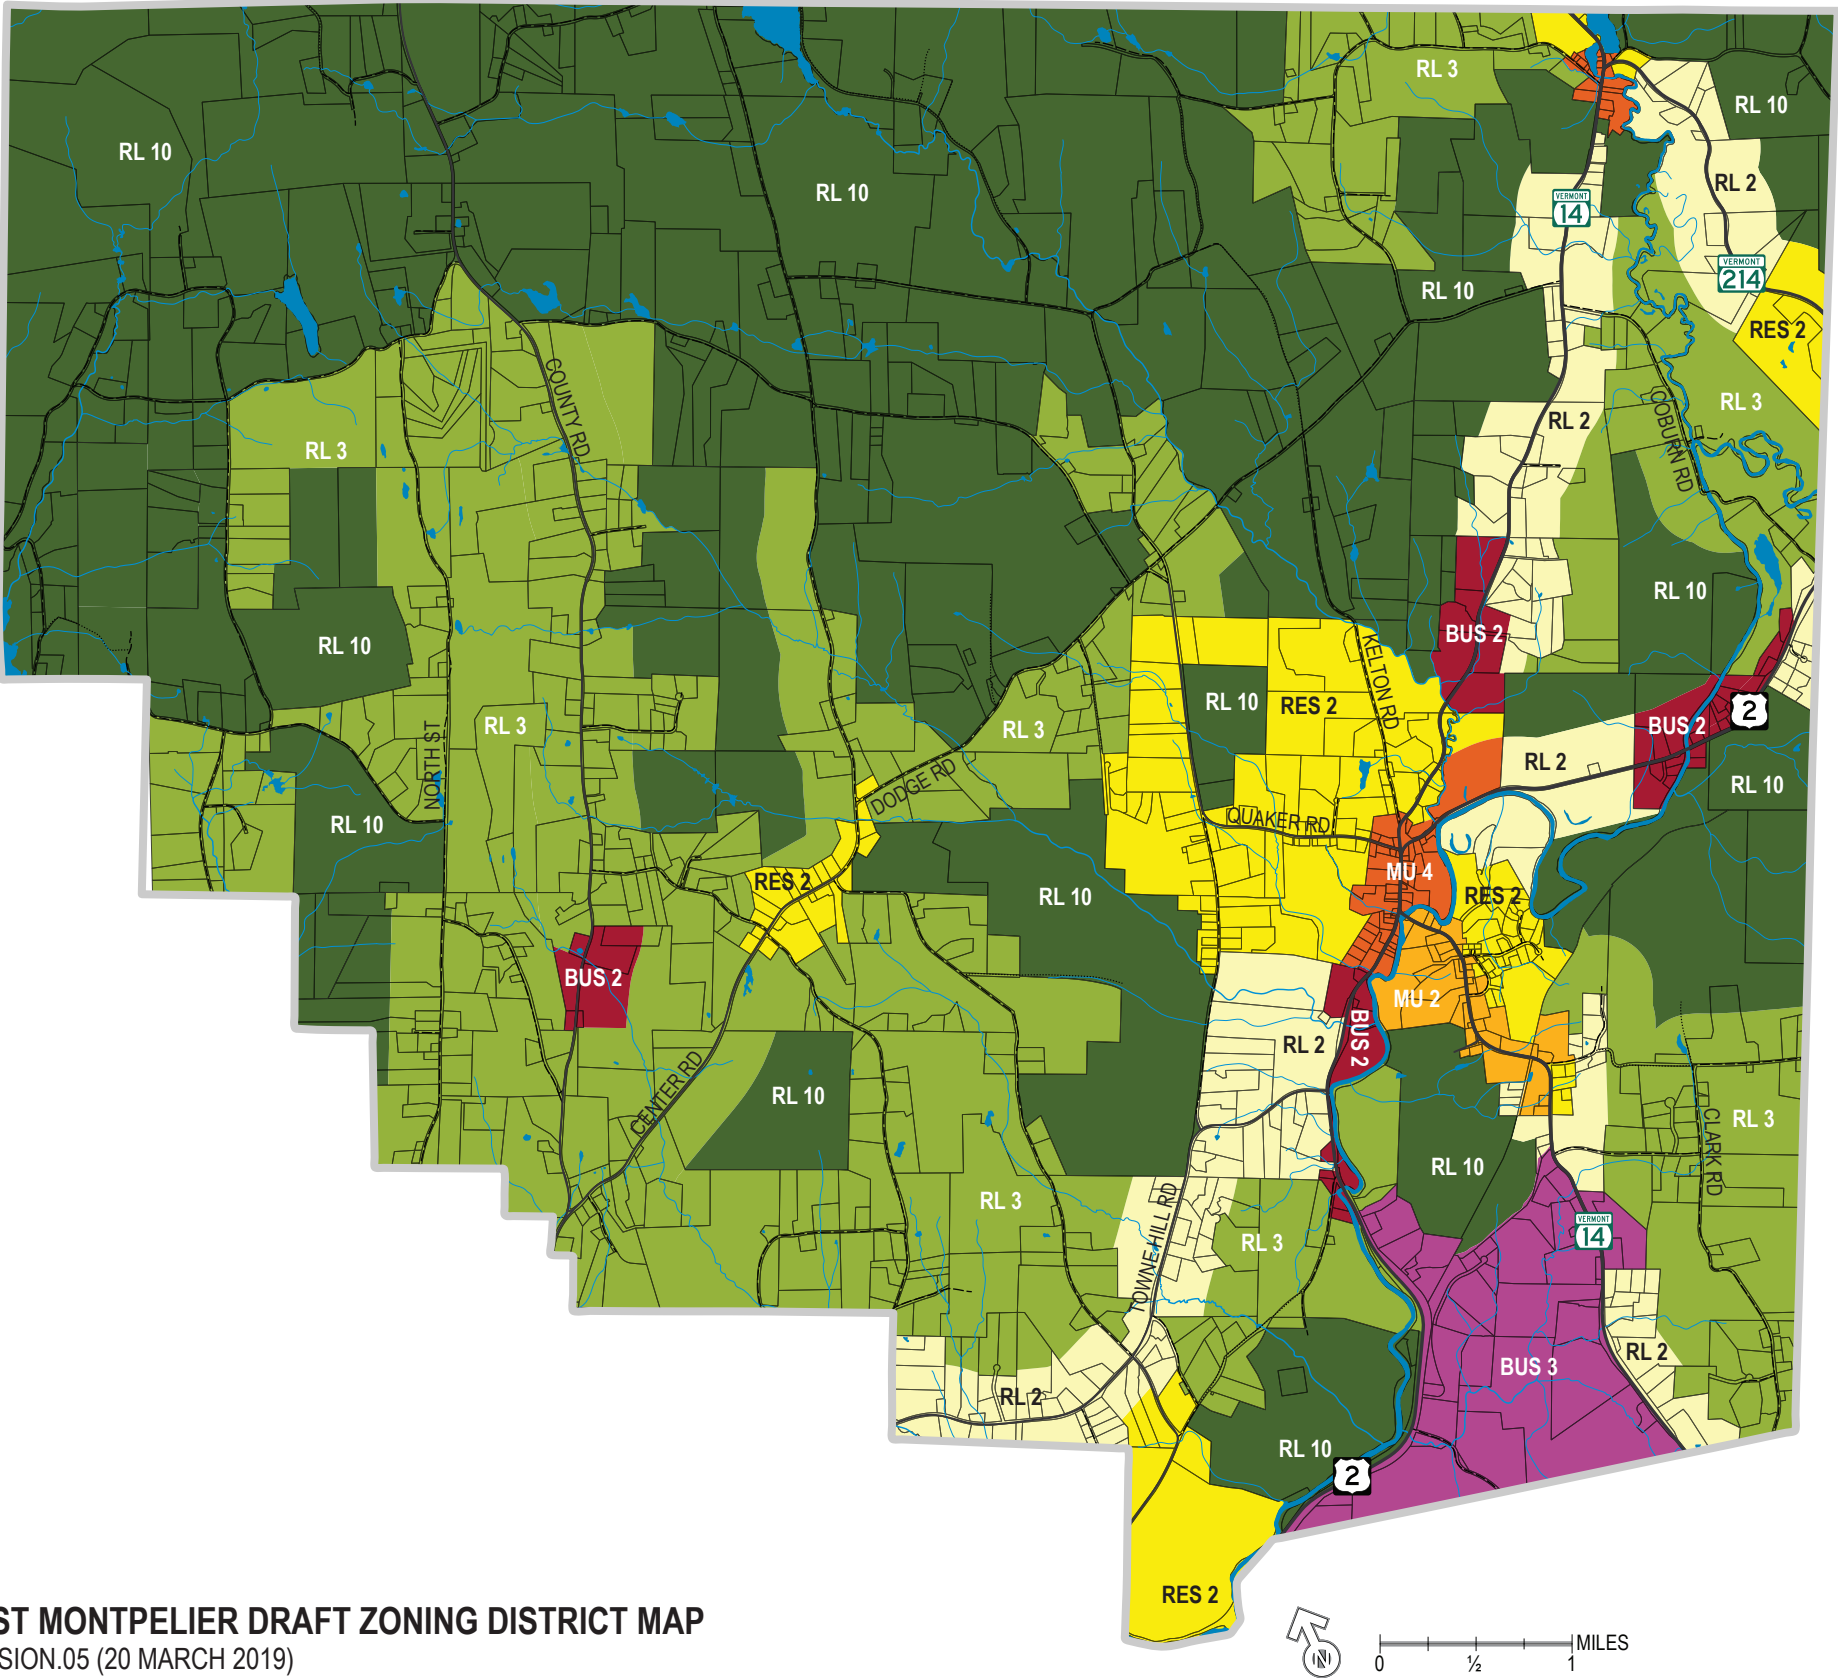 RL 3
RL 10
RL 10
RL 10
RL 2
VERMONT
14
VERMONT
214
RL 10
RES 2
COUNTY RD
RL 3
RL 2
COBURN RD
RL 3
RL 10
RL 10
BUS 2
KELTON RD
RL 10
RES 2
RL 3
NORTH ST
RL 3
BUS 2
2
RL 2
DODGE RD
RL 10
RL 10
QUAKER RD
MU 4
RES 2
RL 10
RES 2
BUS 2
MU 2
BUS 2
RL 2
CENTER RD
RL 10
CLARK RD
RL 3
RL 10
RL 3
TOWNE HILL RD
RL 3
VERMONT
14
RL 2
BUS 3
RL 2
RL 10
2
RES 2
ST MONTPELIER DRAFT ZONING DISTRICT MAP
SION.05 (20 MARCH 2019)
N
MILES
0 ½ 1